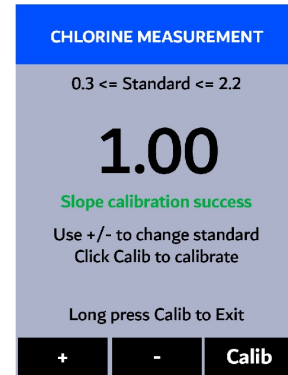 CHLORINE MEASUREMENT
0.3 <= Standard <= 2.2
1.00
Slope calibration success
Use +/- to change standard
Click Calib to calibrate
Long press Calib to Exit
+ - Calib